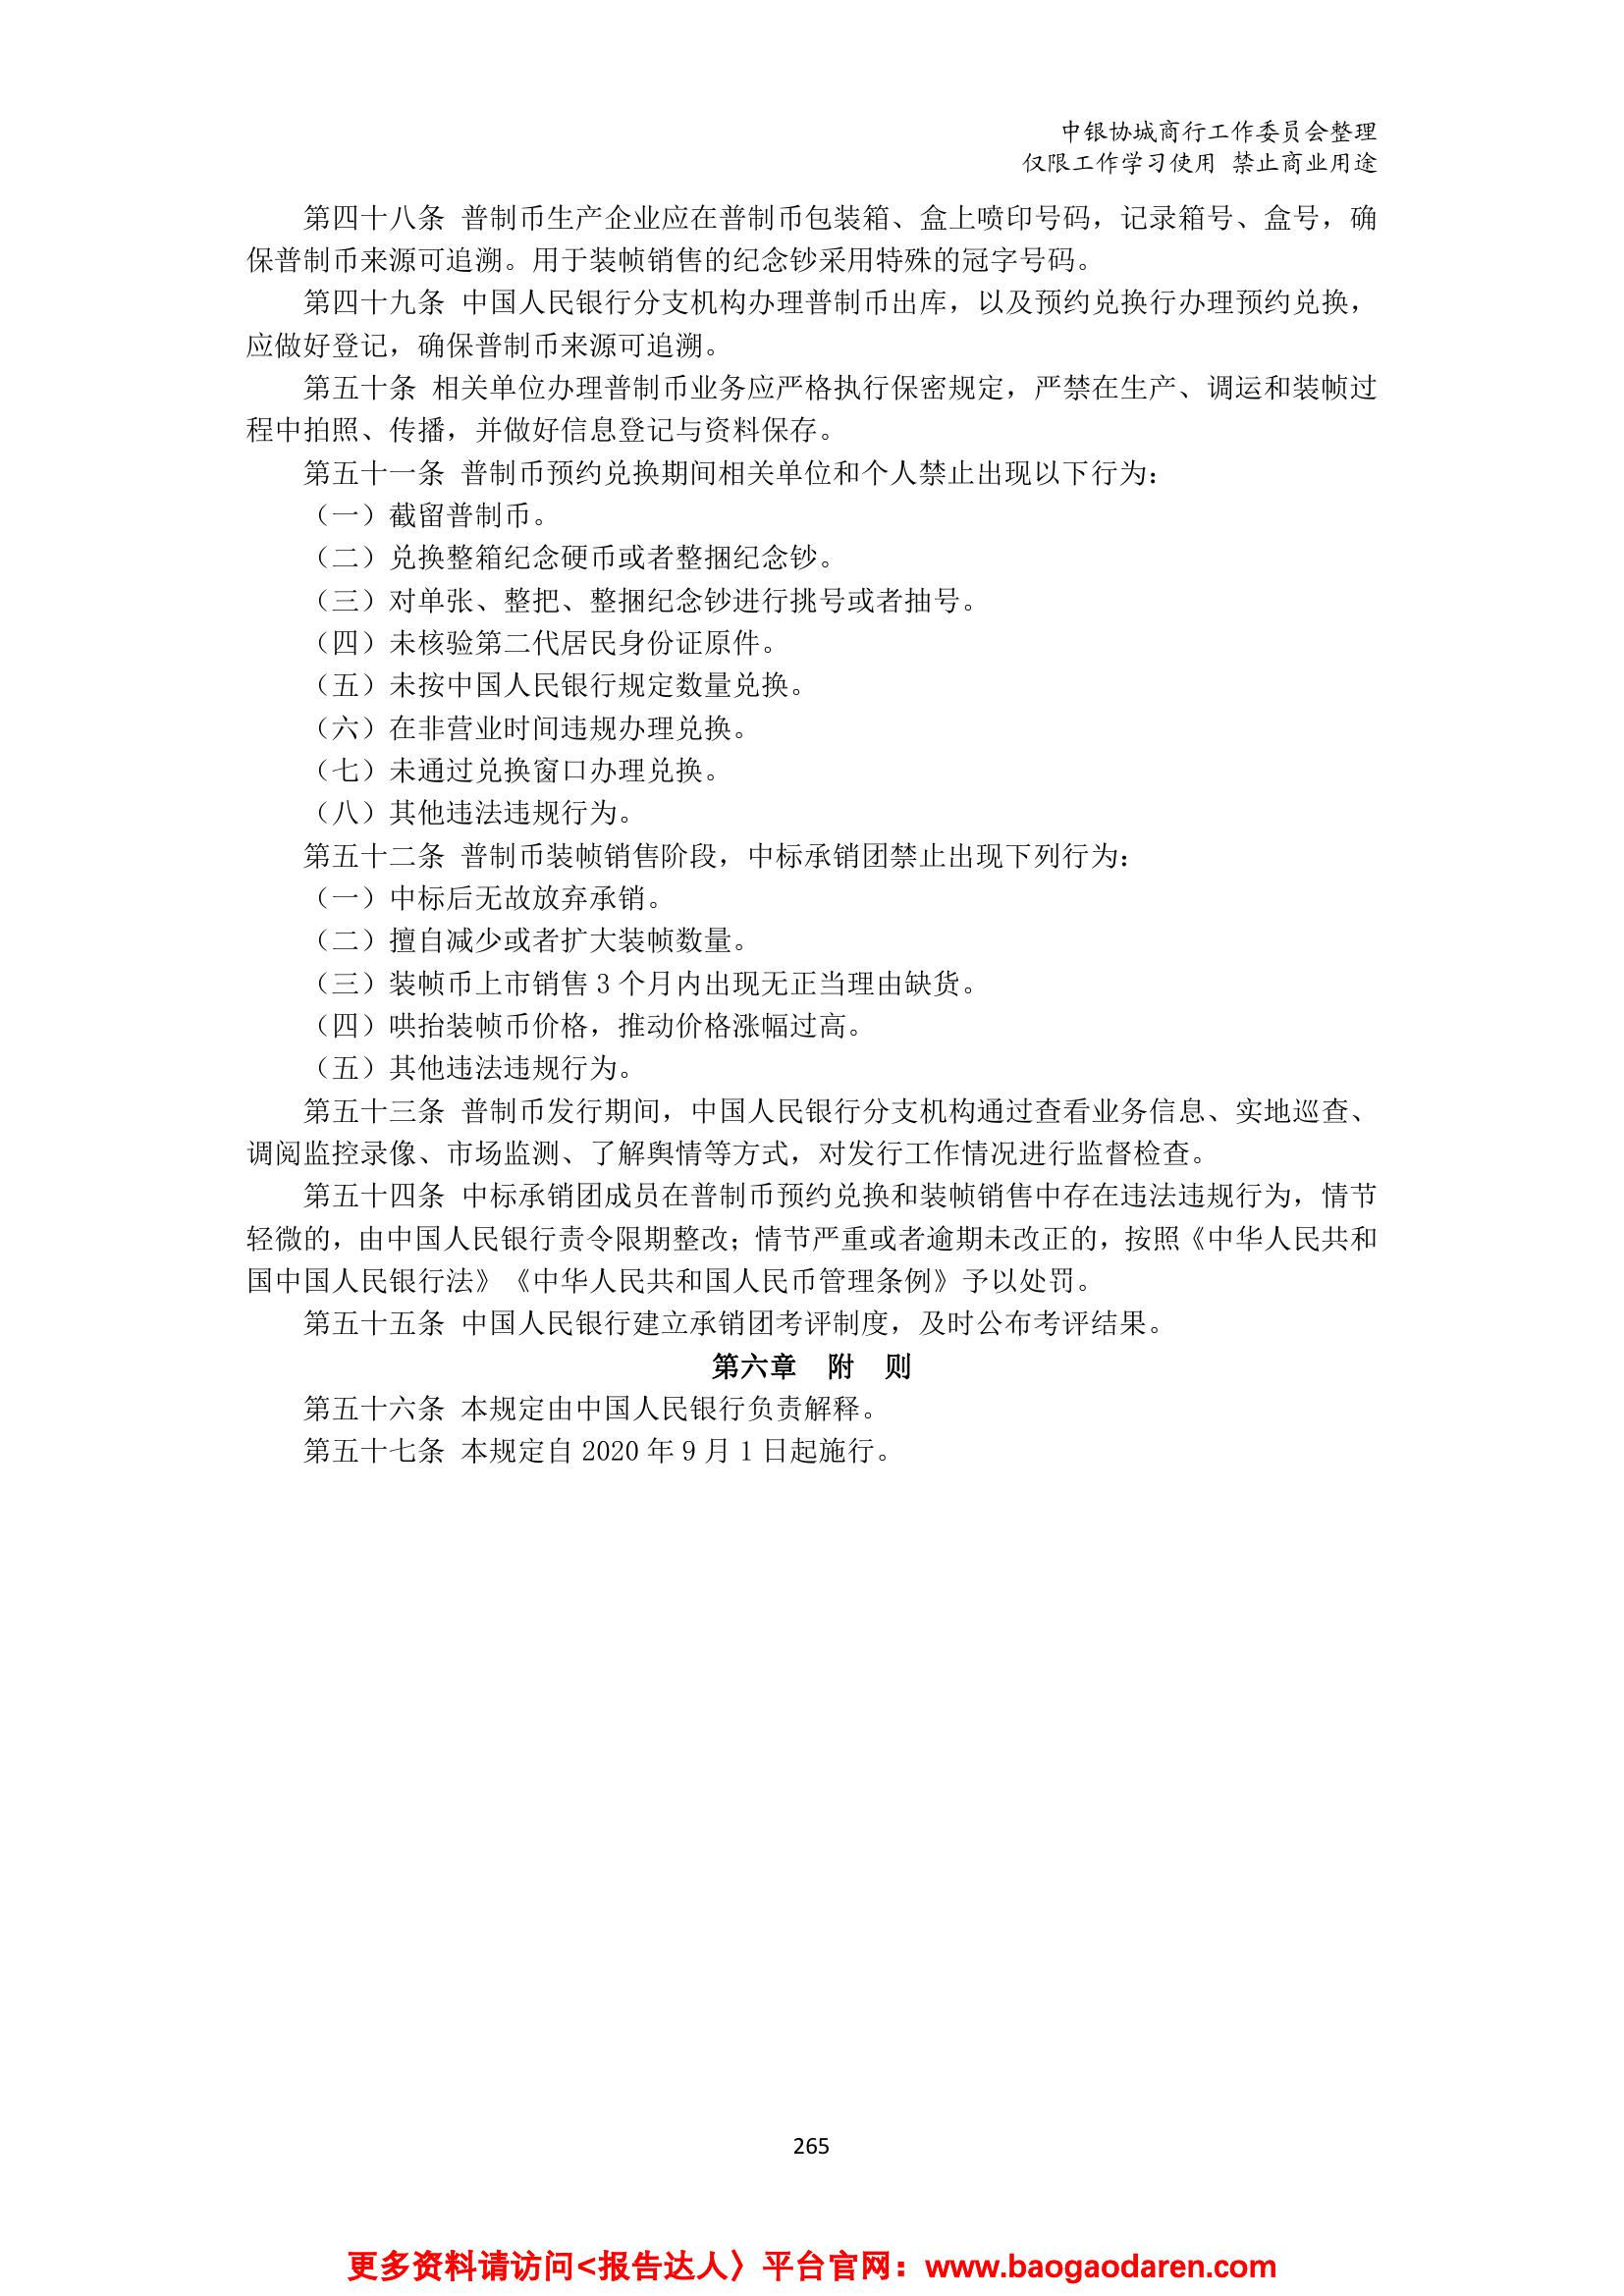 中银协城商行工作委员会整理
仅限工作学习使用 禁止商业用途
第四十八条 普制币生产企业应在普制币包装箱、盒上喷印号码，记录箱号、盒号，确
保普制币来源可追溯。用于装帧销售的纪念钞采用特殊的冠字号码。
第四十九条 中国人民银行分支机构办理普制币出库，以及预约兑换行办理预约兑换，
应做好登记，确保普制币来源可追溯。
第五十条 相关单位办理普制币业务应严格执行保密规定，严禁在生产、调运和装帧过
程中拍照、传播，并做好信息登记与资料保存。
第五十一条 普制币预约兑换期间相关单位和个人禁止出现以下行为：
（一）截留普制币。
（二）兑换整箱纪念硬币或者整捆纪念钞。
（三）对单张、整把、整捆纪念钞进行挑号或者抽号。
（四）未核验第二代居民身份证原件。
（五）未按中国人民银行规定数量兑换。
（六）在非营业时间违规办理兑换。
（七）未通过兑换窗口办理兑换。
（八）其他违法违规行为。
第五十二条 普制币装帧销售阶段，中标承销团禁止出现下列行为：
（一）中标后无故放弃承销。
（二）擅自减少或者扩大装帧数量。
（三）装帧币上市销售 3 个月内出现无正当理由缺货。
（四）哄抬装帧币价格，推动价格涨幅过高。
（五）其他违法违规行为。
第五十三条 普制币发行期间，中国人民银行分支机构通过查看业务信息、实地巡查、
调阅监控录像、市场监测、了解舆情等方式，对发行工作情况进行监督检查。
第五十四条 中标承销团成员在普制币预约兑换和装帧销售中存在违法违规行为，情节
轻微的，由中国人民银行责令限期整改；情节严重或者逾期未改正的，按照《中华人民共和
国中国人民银行法》《中华人民共和国人民币管理条例》予以处罚。
第五十五条 中国人民银行建立承销团考评制度，及时公布考评结果。
第六章　附　则
第五十六条 本规定由中国人民银行负责解释。
第五十七条 本规定自 2020 年 9 月 1 日起施行。
265
更多资料请访问<报告达人〉平台官网：www.baogaodaren.com